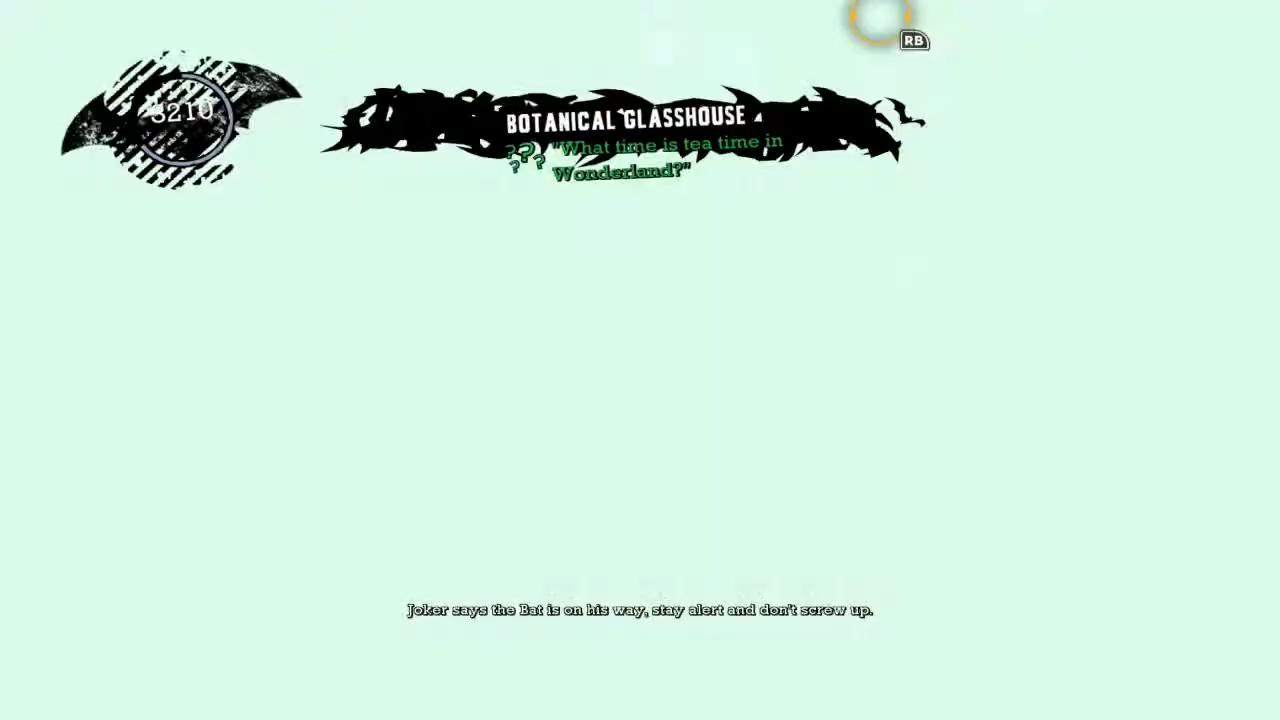 RB
3210
BOTANICAL GLASSHOUSE
??? "What time is tea time in
? Wonderland?"
Joker says the Bat is on his way, stay alert and don't screw up.